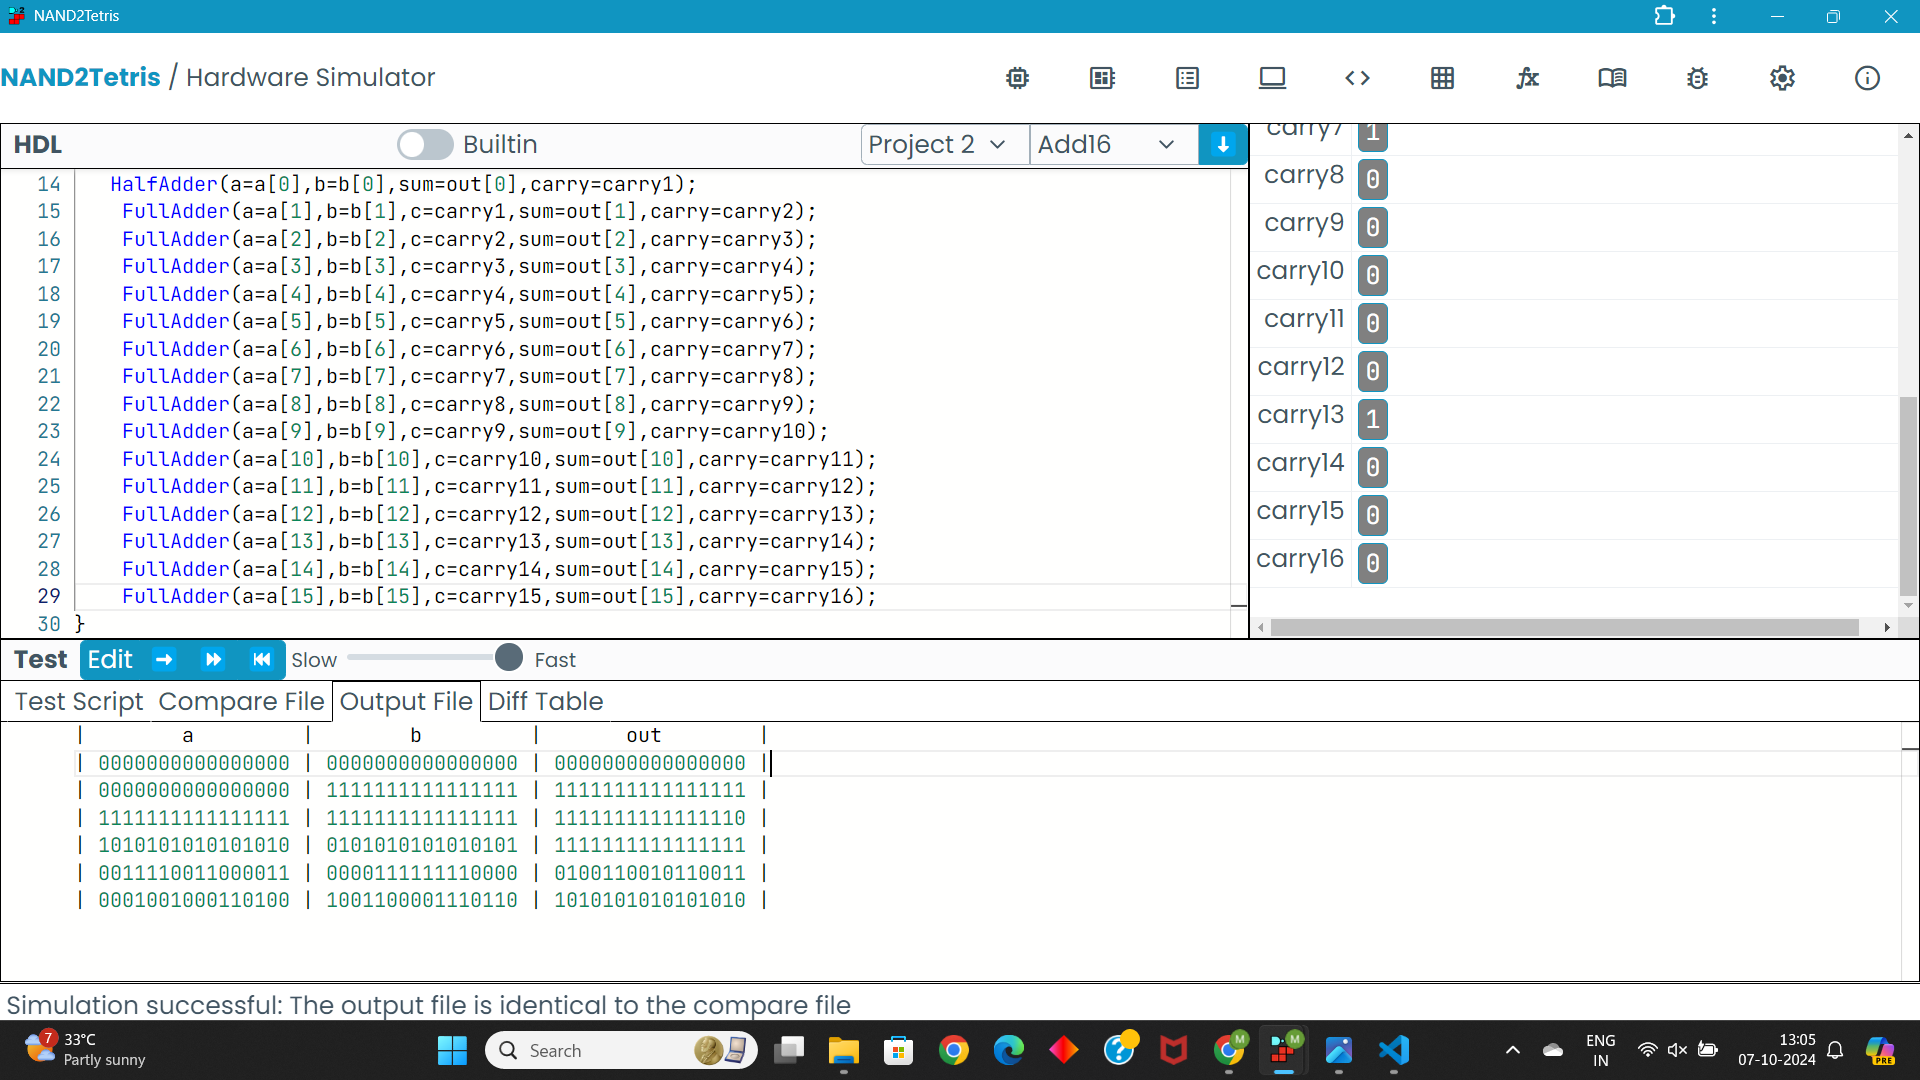 NAND2Tetris
NAND2Tetris / Hardware Simulator
HDL Builtin Project 2 Add16
14 HalfAdder(a=a[0],b=b[0],sum=out[0],carry=carry1);
15 FullAdder(a=a[1],b=b[1],c=carry1,sum=out[1],carry=carry2);
16 FullAdder(a=a[2],b=b[2],c=carry2,sum=out[2],carry=carry3);
17 FullAdder(a=a[3],b=b[3],c=carry3,sum=out[3],carry=carry4);
18 FullAdder(a=a[4],b=b[4],c=carry4,sum=out[4],carry=carry5);
19 FullAdder(a=a[5],b=b[5],c=carry5,sum=out[5],carry=carry6);
20 FullAdder(a=a[6],b=b[6],c=carry6,sum=out[6],carry=carry7);
21 FullAdder(a=a[7],b=b[7],c=carry7,sum=out[7],carry=carry8);
22 FullAdder(a=a[8],b=b[8],c=carry8,sum=out[8],carry=carry9);
23 FullAdder(a=a[9],b=b[9],c=carry9,sum=out[9],carry=carry10);
24 FullAdder(a=a[10],b=b[10],c=carry10,sum=out[10],carry=carry11);
25 FullAdder(a=a[11],b=b[11],c=carry11,sum=out[11],carry=carry12);
26 FullAdder(a=a[12],b=b[12],c=carry12,sum=out[12],carry=carry13);
27 FullAdder(a=a[13],b=b[13],c=carry13,sum=out[13],carry=carry14);
28 FullAdder(a=a[14],b=b[14],c=carry14,sum=out[14],carry=carry15);
29 FullAdder(a=a[15],b=b[15],c=carry15,sum=out[15],carry=carry16);
30 }
carry7 1
carry8 0
carry9 0
carry10 0
carry11 0
carry12 0
carry13 1
carry14 0
carry15 0
carry16 0
Test Edit Slow Fast
Test Script Compare File Output File Diff Table
| a | b | out |
| 0000000000000000 | 0000000000000000 | 0000000000000000 |
| 0000000000000000 | 1111111111111111 | 1111111111111111 |
| 1111111111111111 | 1111111111111111 | 1111111111111110 |
| 1010101010101010 | 0101010101010101 | 1111111111111111 |
| 0011110011000011 | 0000111111110000 | 0100110010110011 |
| 0001001000110100 | 1001100001110110 | 1010101010101010 |
Simulation successful: The output file is identical to the compare file
7
33°C
Partly sunny
Search
M
M
PRE
ENG
IN
13:05
07-10-2024